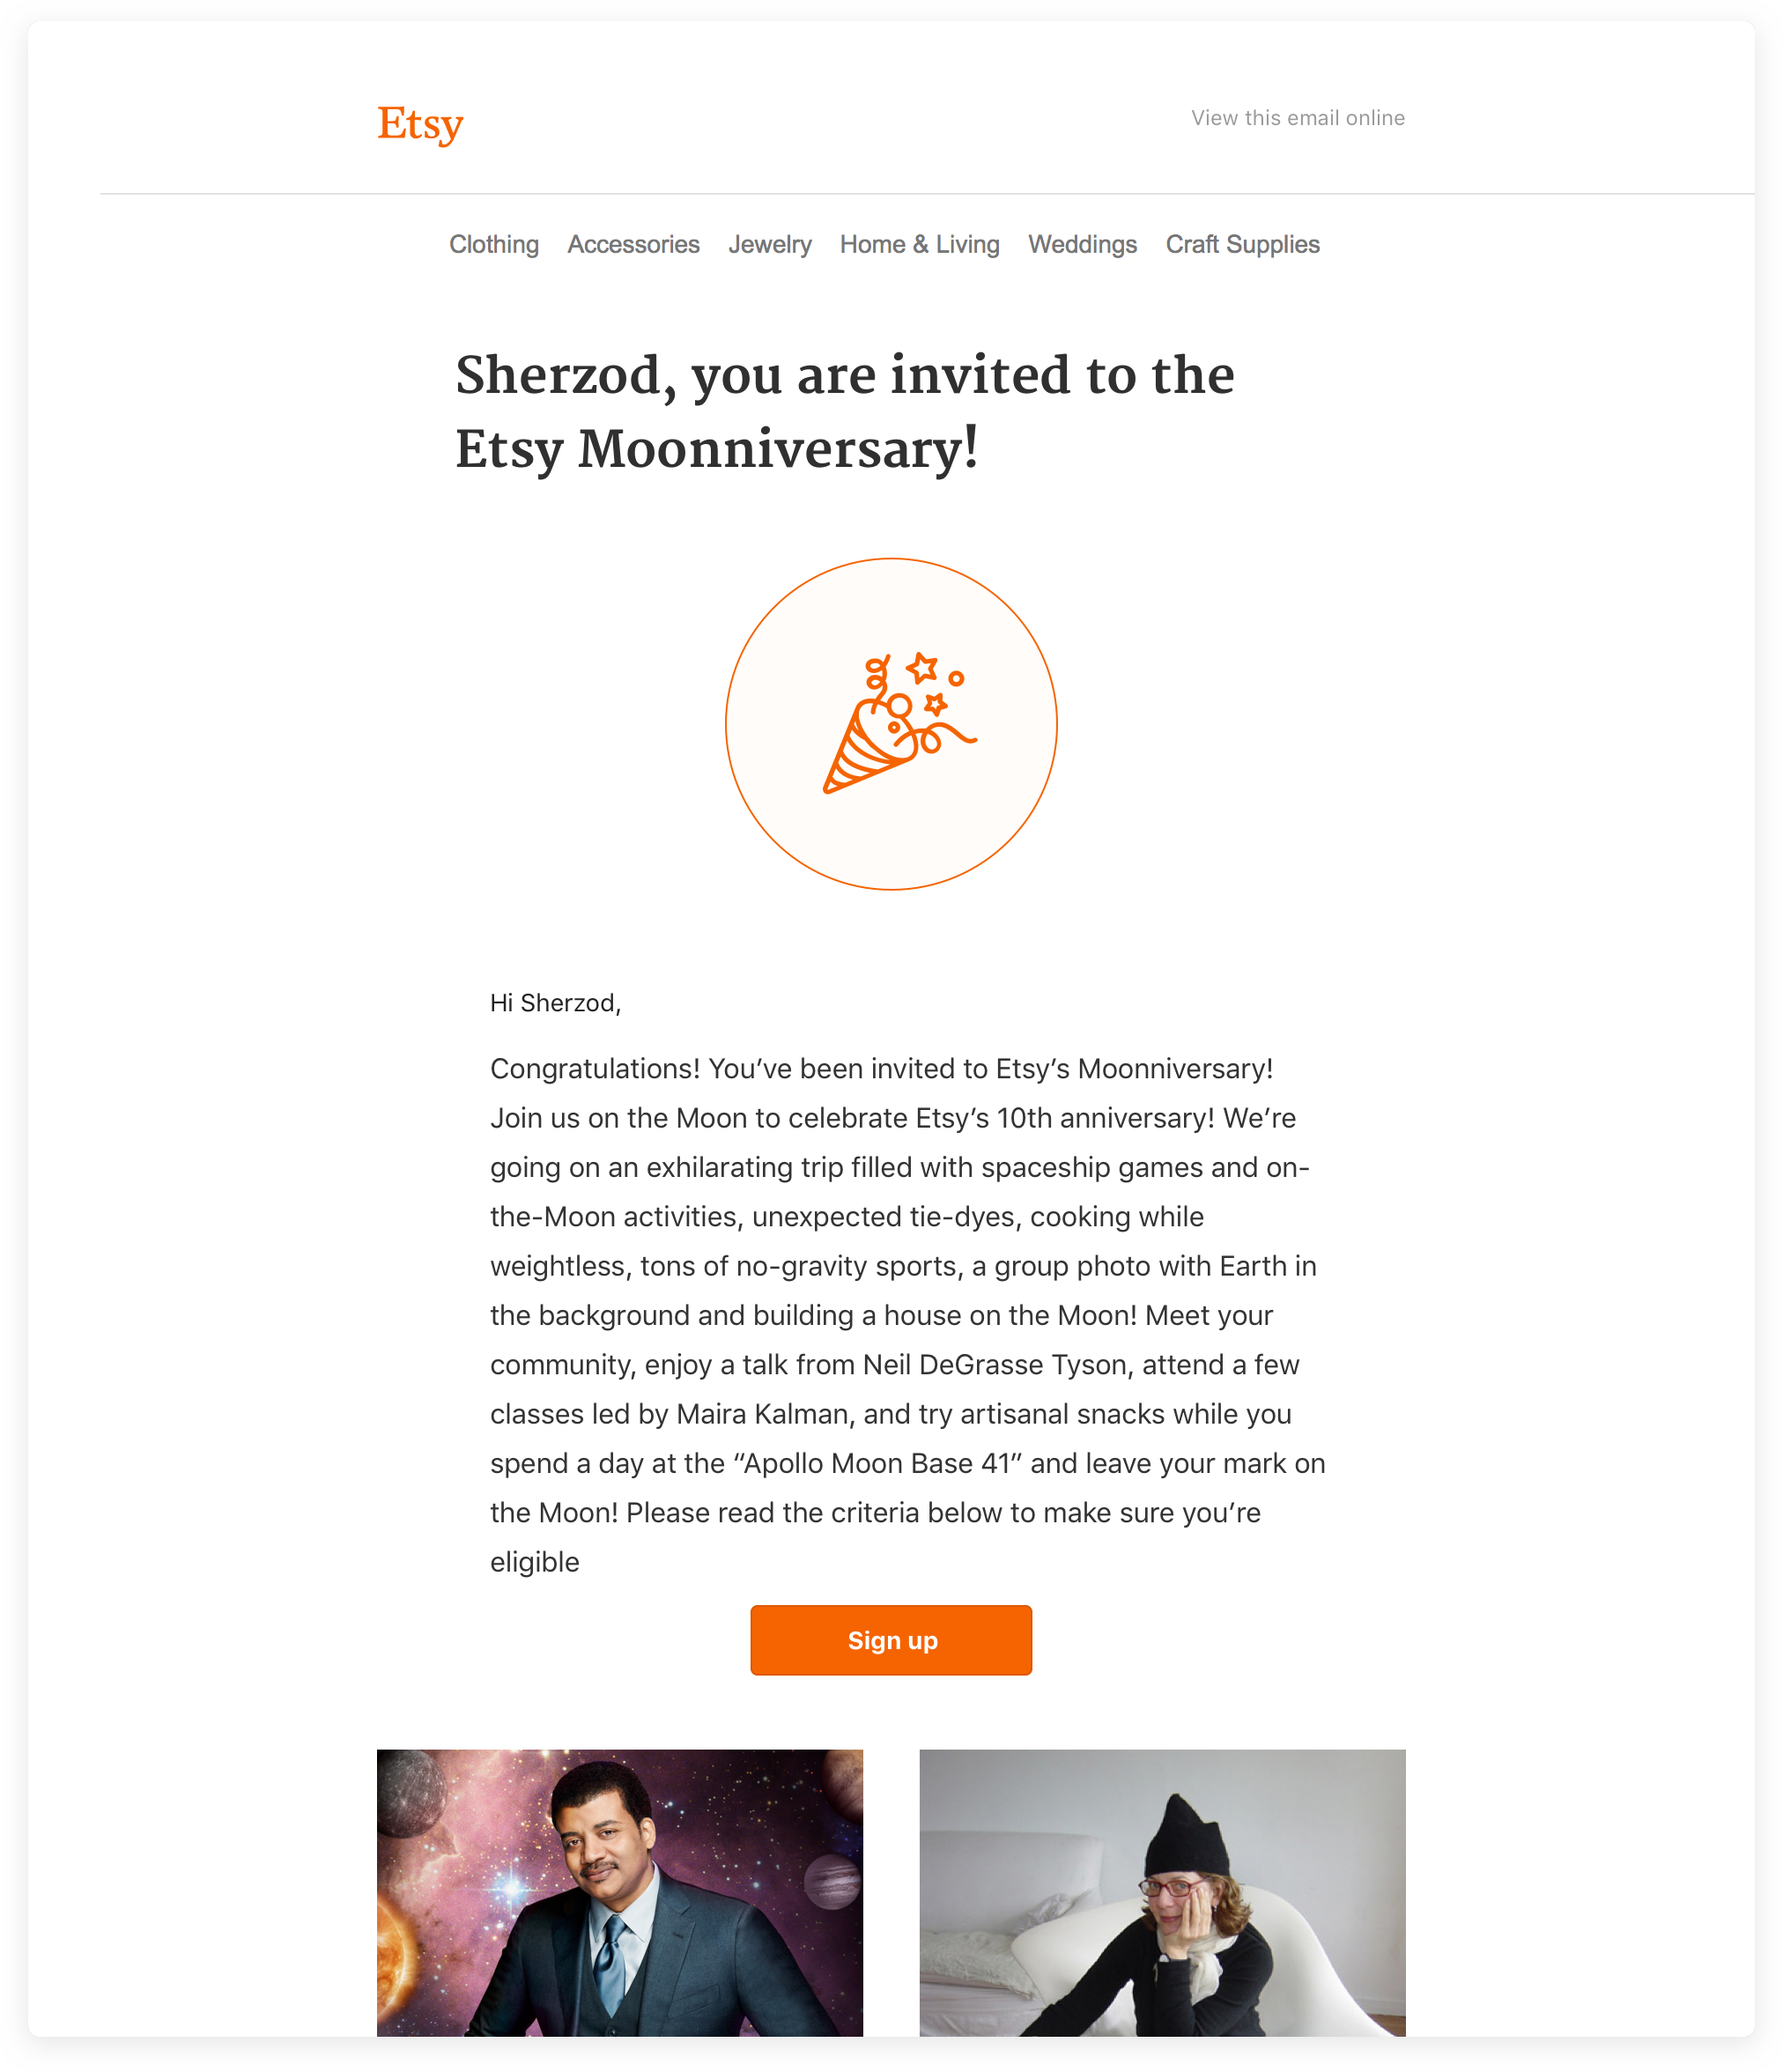 Etsy
View this email online
Clothing Accessories Jewelry Home & Living Weddings Craft Supplies
Sherzod, you are invited to the
Etsy Moonniversary!
Hi Sherzod,
Congratulations! You’ve been invited to Etsy’s Moonniversary!
Join us on the Moon to celebrate Etsy’s 10th anniversary! We’re
going on an exhilarating trip filled with spaceship games and on-
the-Moon activities, unexpected tie-dyes, cooking while
weightless, tons of no-gravity sports, a group photo with Earth in
the background and building a house on the Moon! Meet your
community, enjoy a talk from Neil DeGrasse Tyson, attend a few
classes led by Maira Kalman, and try artisanal snacks while you
spend a day at the “Apollo Moon Base 41” and leave your mark on
the Moon! Please read the criteria below to make sure you’re
eligible
Sign up